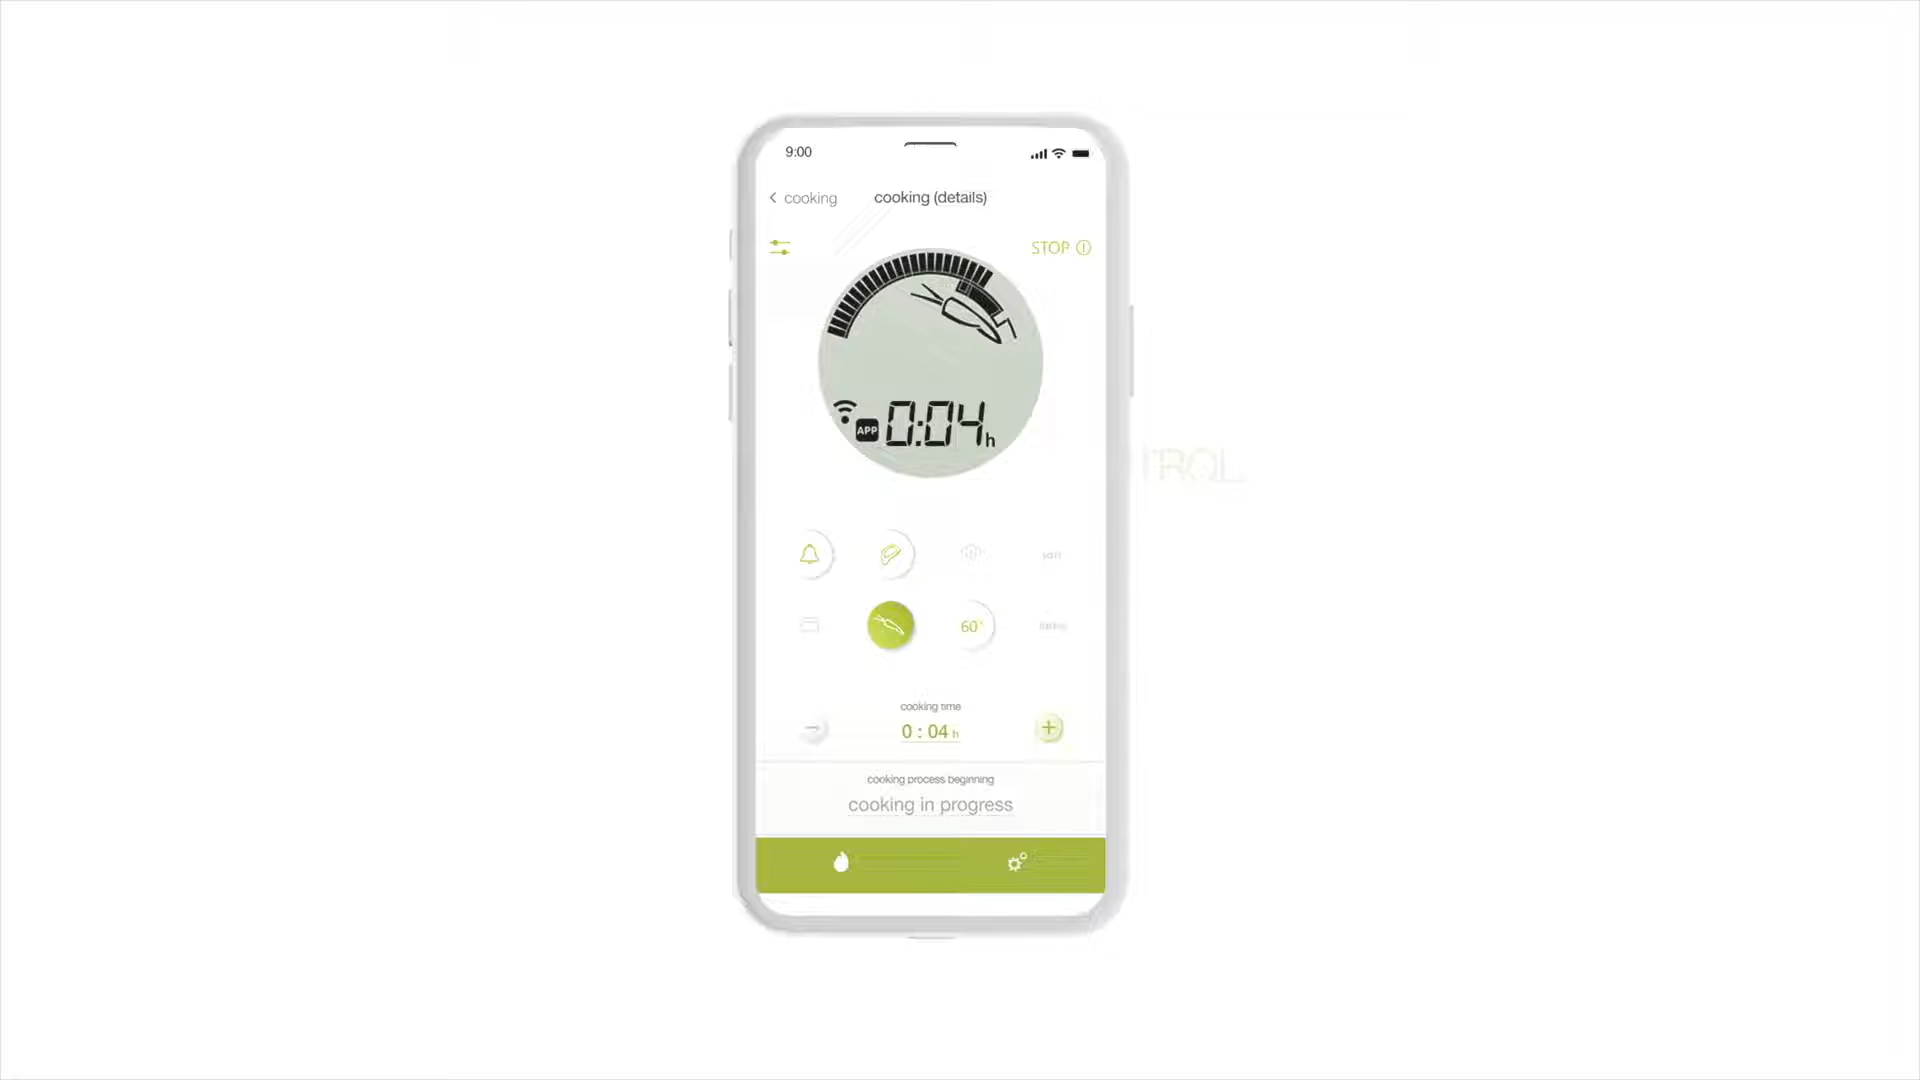 9:00
< cooking
cooking (details)
STOP
APP 0:04 h
60°
cooking time
0 : 04 h
cooking process beginning
cooking in progress